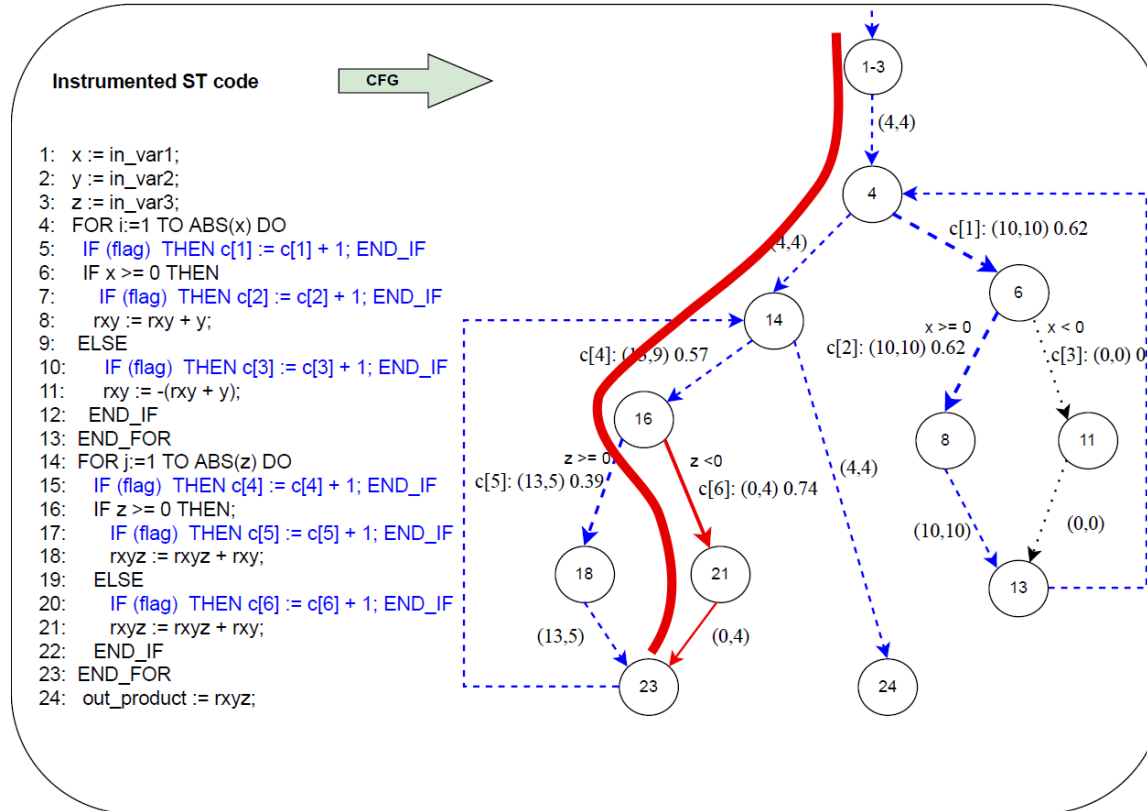 Instrumented ST code
CFG
1: x := in_var1;
2: y := in_var2;
3: z := in_var3;
4: FOR i:=1 TO ABS(x) DO
5: IF (flag) THEN c[1] := c[1] + 1; END_IF
6: IF x >= 0 THEN
7: IF (flag) THEN c[2] := c[2] + 1; END_IF
8: rxy := rxy + y;
9: ELSE
10: IF (flag) THEN c[3] := c[3] + 1; END_IF
11: rxy := -(rxy + y);
12: END_IF
13: END_FOR
14: FOR j:=1 TO ABS(z) DO
15: IF (flag) THEN c[4] := c[4] + 1; END_IF
16: IF z >= 0 THEN;
17: IF (flag) THEN c[5] := c[5] + 1; END_IF
18: rxyz := rxyz + rxy;
19: ELSE
20: IF (flag) THEN c[6] := c[6] + 1; END_IF
21: rxyz := rxyz + rxy;
22: END_IF
23: END_FOR
24: out_product := rxyz;
1-3
(4,4)
4
(4,4)
c[1]: (10,10) 0.62
14
6
x >= 0
c[2]: (10,10) 0.62
x < 0
c[3]: (0,0) 0
c[4]: (13,9) 0.57
16
8
11
z >= 0
c[5]: (13,5) 0.39
z <0
c[6]: (0,4) 0.74
(4,4)
(10,10)
(0,0)
18
21
13
(13,5)
(0,4)
23
24